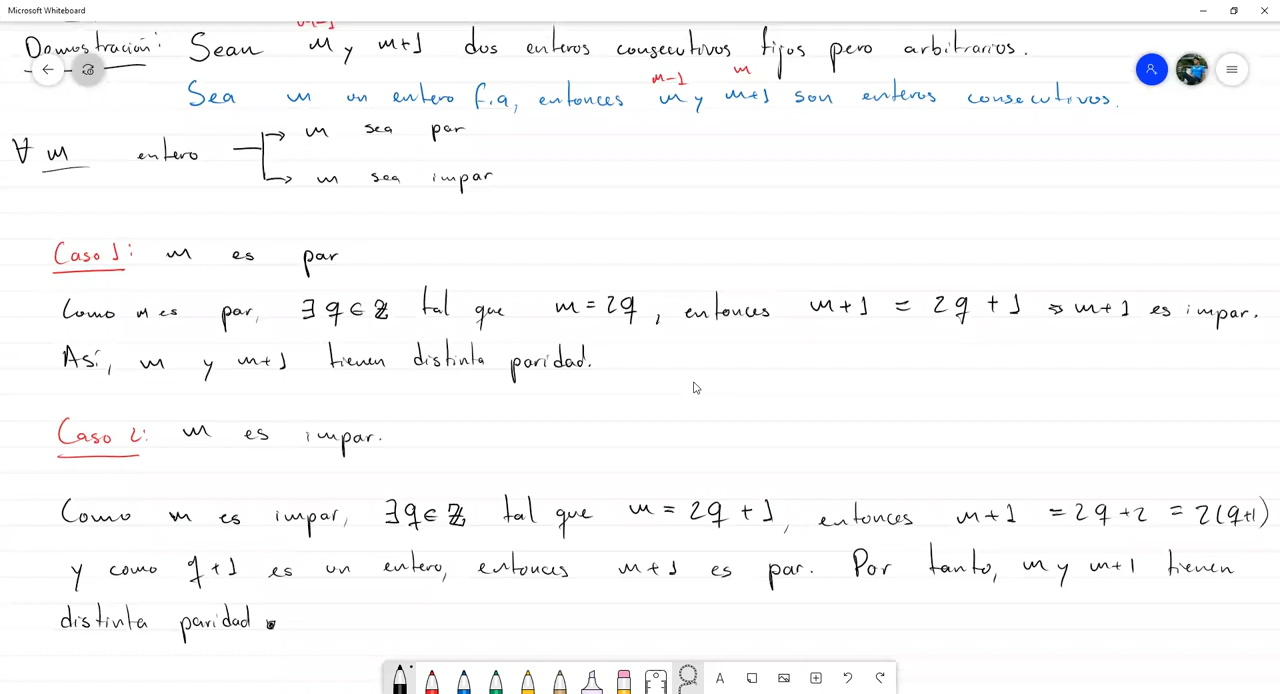 Microsoft Whiteboard
m-1
Demostración: Sean m y m+1 dos enteros consecutivos fijos pero arbitrarios.
m-1 m
Sea m un entero f.a, entonces m y m+1 son enteros consecutivos.
m sea par
∀ m entero
m sea impar
Caso 1: m es par
Como m es par, ∃ q ∈ ℤ tal que m = 2q, entonces m+1 = 2q+1 ⇒ m+1 es impar.
Así, m y m+1 tienen distinta paridad.
Caso 2: m es impar.
Como m es impar, ∃ q ∈ ℤ tal que m = 2q+1, entonces m+1 = 2q+2 = 2(q+1)
y como q+1 es un entero, entonces m+1 es par. Por tanto, m y m+1 tienen
distinta paridad.
A